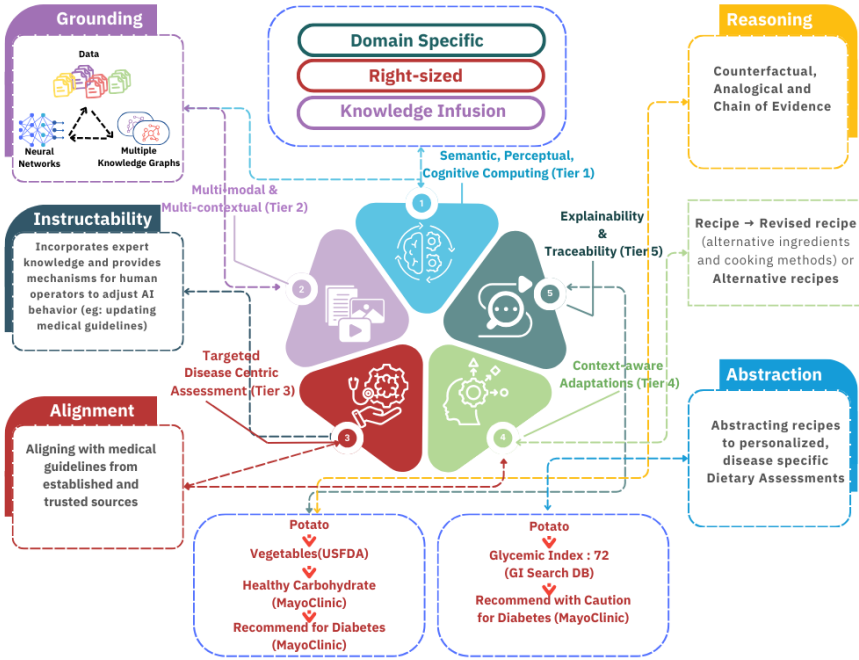 Grounding
Data
Neural
Networks
Multiple
Knowledge Graphs
Domain Specific
Right-sized
Knowledge Infusion
Reasoning
Counterfactual,
Analogical and
Chain of Evidence
Semantic, Perceptual,
Cognitive Computing (Tier 1)
Multi-modal &
Multi-contextual (Tier 2)
Explainability
&
Traceability (Tier 5)
Instructability
Incorporates expert
knowledge and provides
mechanisms for human
operators to adjust AI
behavior (eg: updating
medical guidelines)
Recipe → Revised recipe
(alternative ingredients
and cooking methods) or
Alternative recipes
1
2
5
3
4
Targeted
Disease Centric
Assessment (Tier 3)
Context-aware
Adaptations (Tier 4)
Alignment
Aligning with medical
guidelines from
established and
trusted sources
Abstraction
Abstracting recipes
to personalized,
disease specific
Dietary Assessments
Potato
Vegetables(USFDA)
Healthy Carbohydrate
(MayoClinic)
Recommend for Diabetes
(MayoClinic)
Potato
Glycemic Index : 72
(GI Search DB)
Recommend with Caution
for Diabetes (MayoClinic)